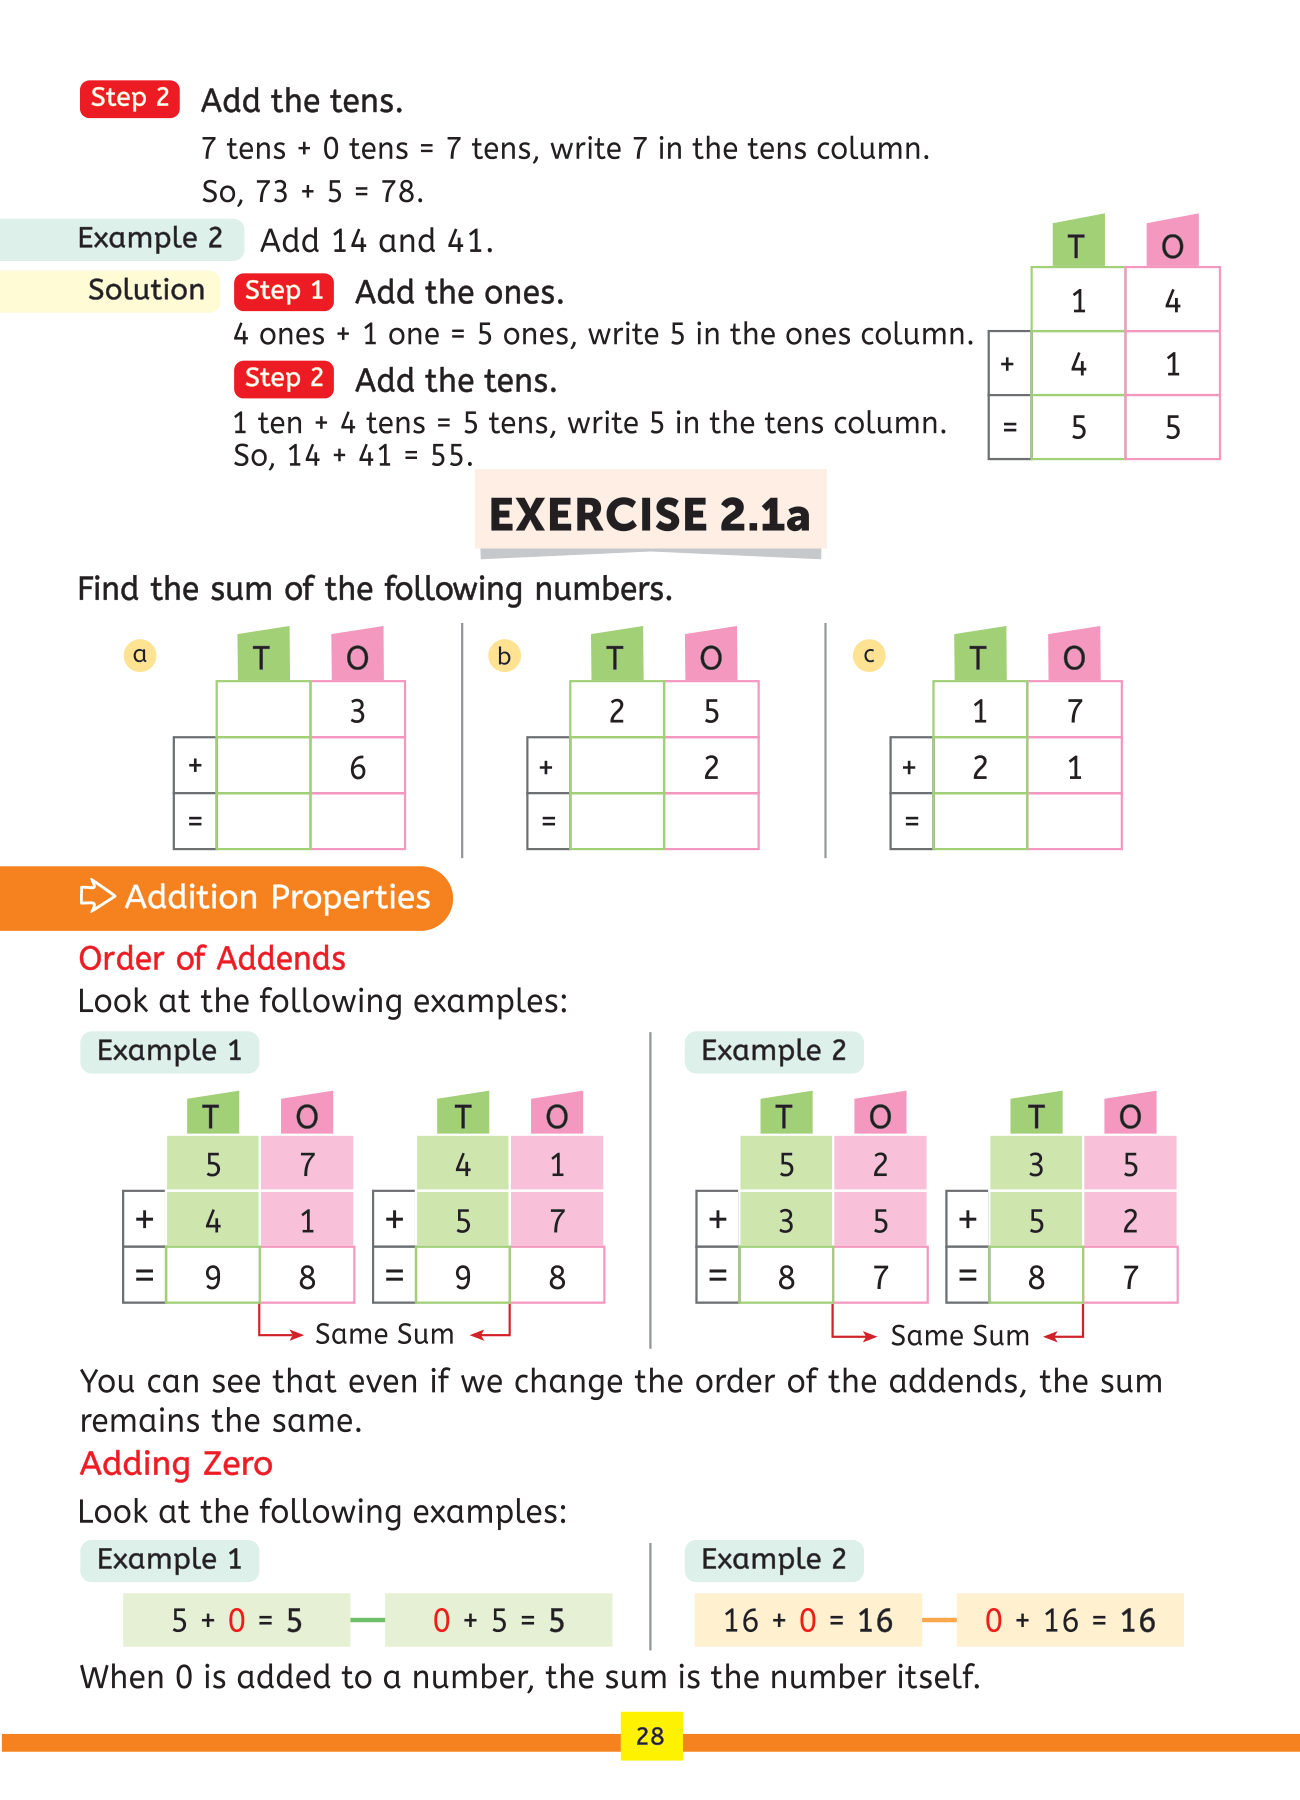 Step 2 Add the tens.
7 tens + 0 tens = 7 tens, write 7 in the tens column.
So, 73 + 5 = 78.
Example 2 Add 14 and 41.
Solution Step 1 Add the ones.
4 ones + 1 one = 5 ones, write 5 in the ones column.
Step 2 Add the tens.
1 ten + 4 tens = 5 tens, write 5 in the tens column.
So, 14 + 41 = 55.
T O
1 4
+ 4 1
= 5 5
EXERCISE 2.1a
Find the sum of the following numbers.
a
T O
3
+ 6
=
b
T O
2 5
+ 2
=
c
T O
1 7
+ 2 1
=
Addition Properties
Order of Addends
Look at the following examples:
Example 1
T O
5 7
+ 4 1
= 9 8
T O
4 1
+ 5 7
= 9 8
Same Sum
Example 2
T O
5 2
+ 3 5
= 8 7
T O
3 5
+ 5 2
= 8 7
Same Sum
You can see that even if we change the order of the addends, the sum
remains the same.
Adding Zero
Look at the following examples:
Example 1
5 + 0 = 5 0 + 5 = 5
Example 2
16 + 0 = 16 0 + 16 = 16
When 0 is added to a number, the sum is the number itself.
28